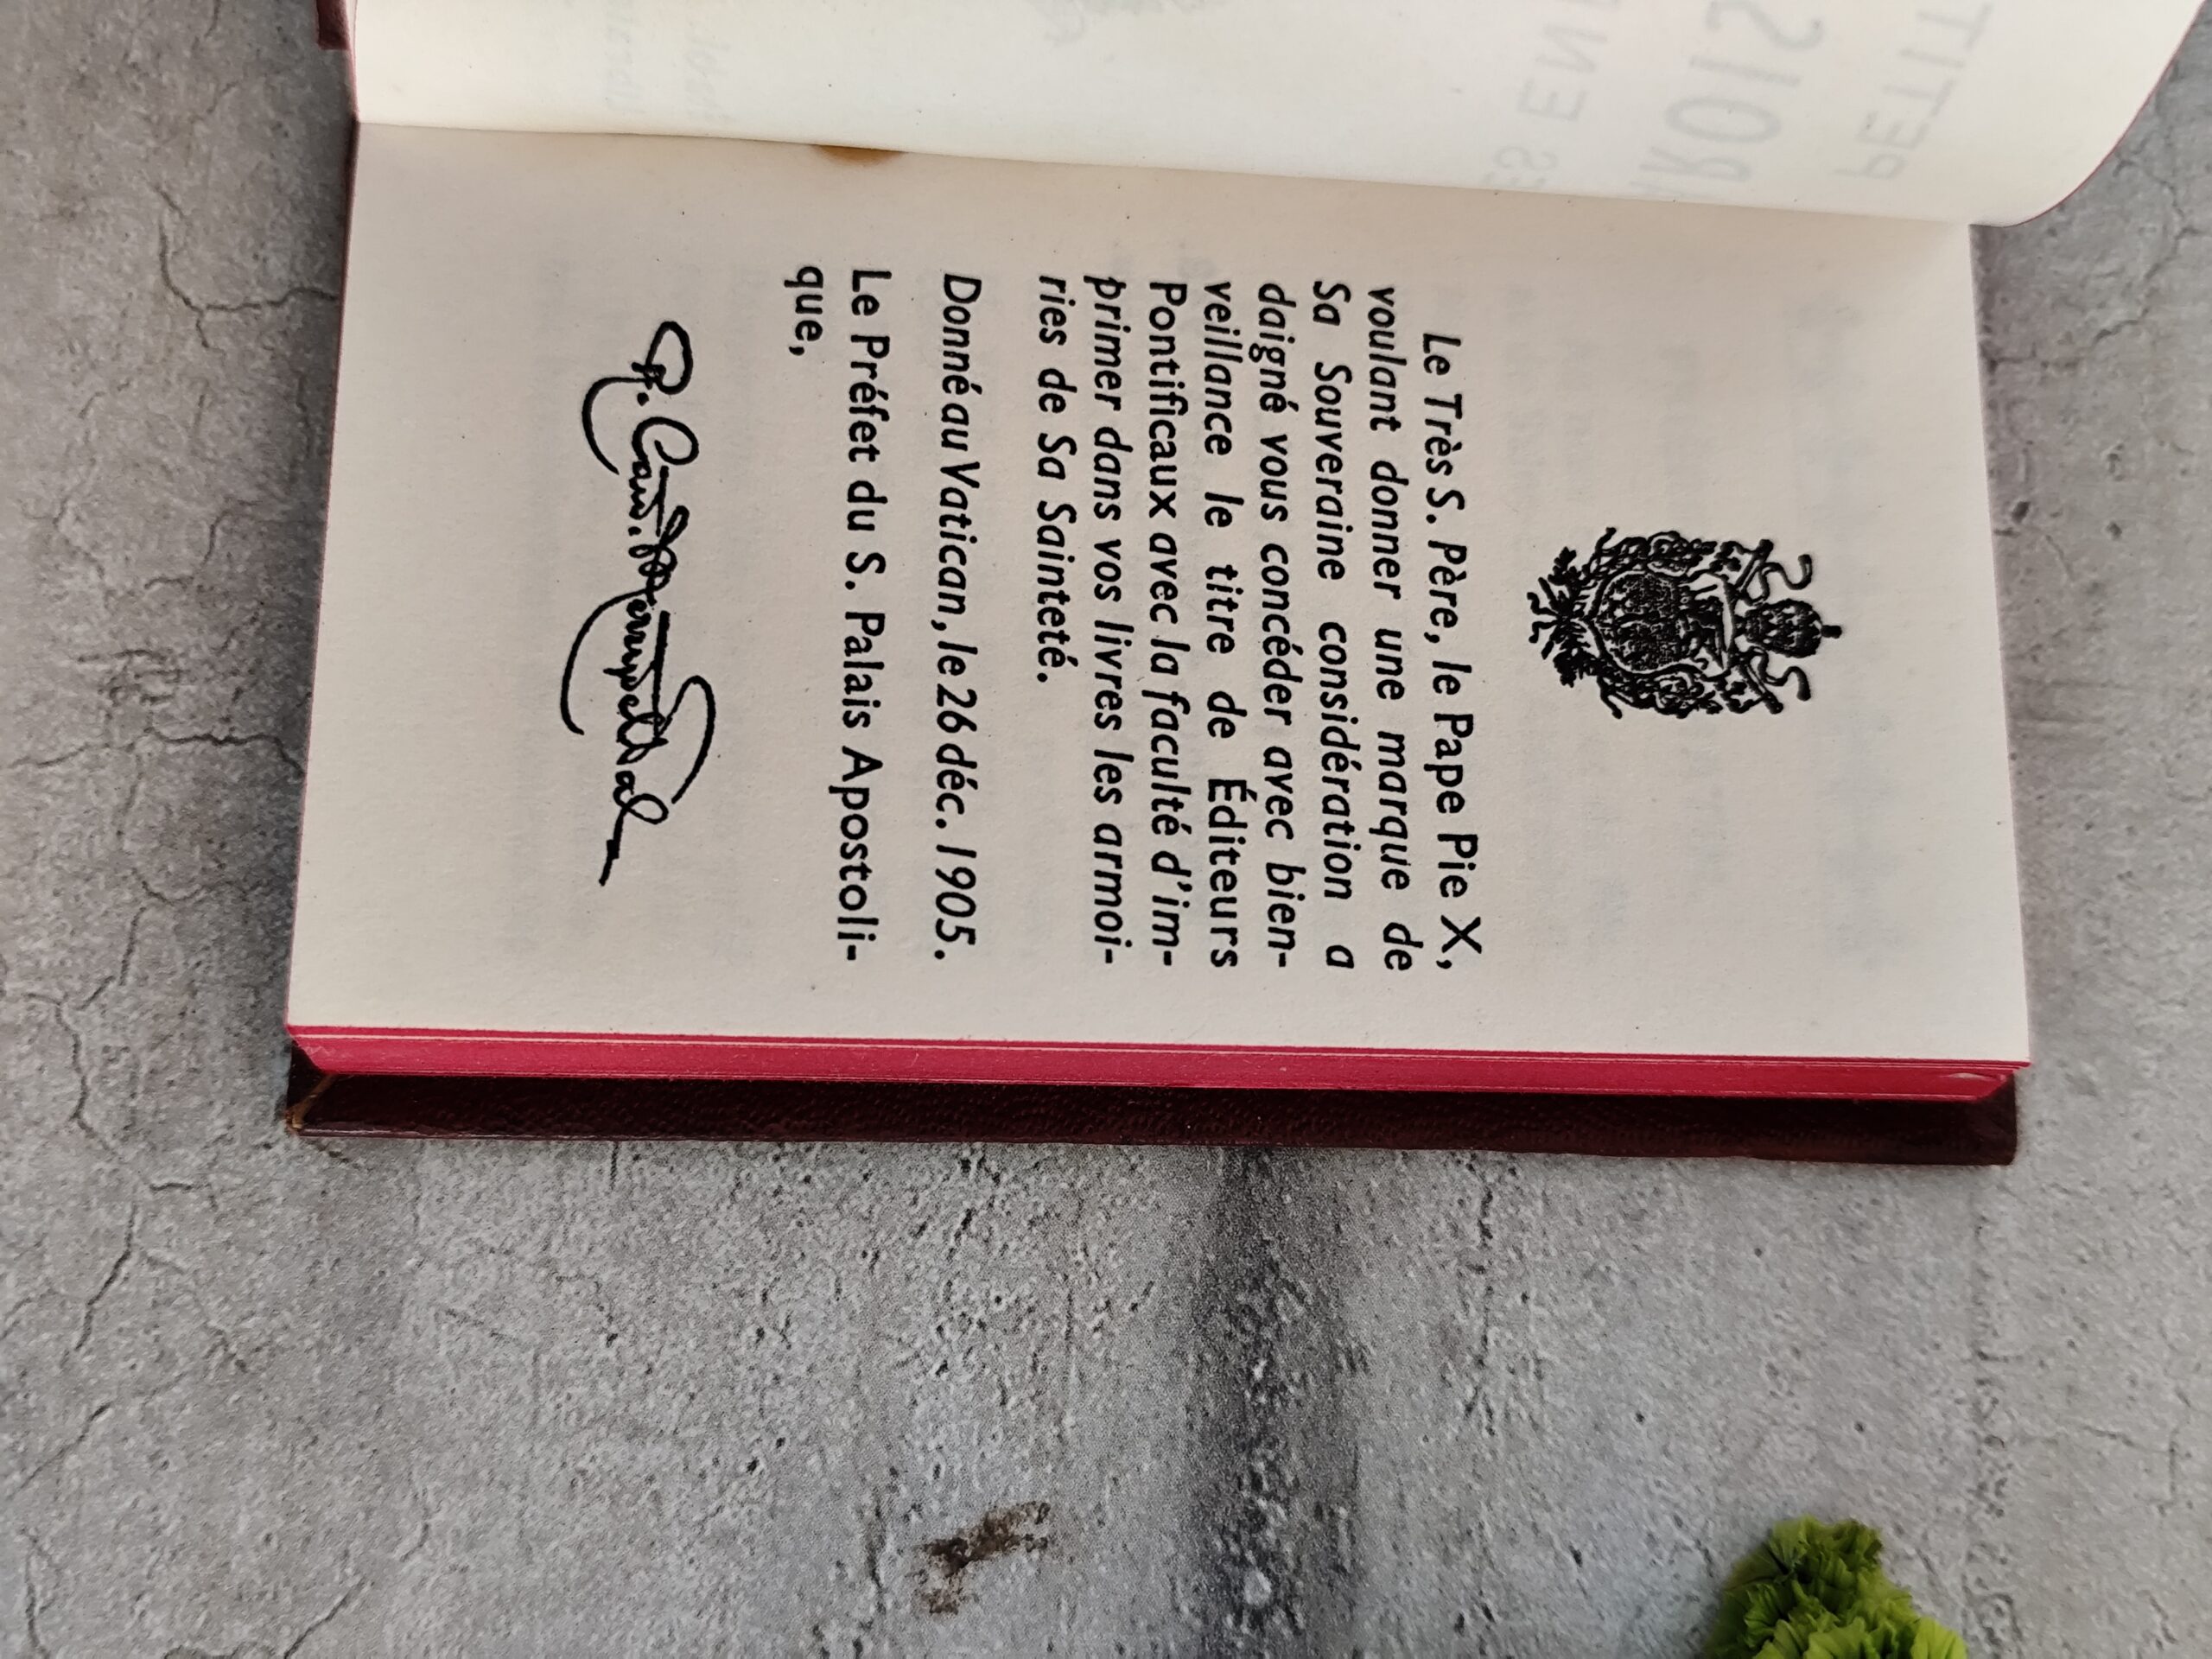 Le Très S. Père, le Pape Pie X,
voulant donner une marque de
Sa Souveraine considération a
daigné vous concéder avec bien-
veillance le titre de Éditeurs
Pontificaux avec la faculté d'im-
primer dans vos livres les armoi-
ries de Sa Sainteté.
Donné au Vatican, le 26 déc. 1905.
Le Préfet du S. Palais Apostoli-
que,